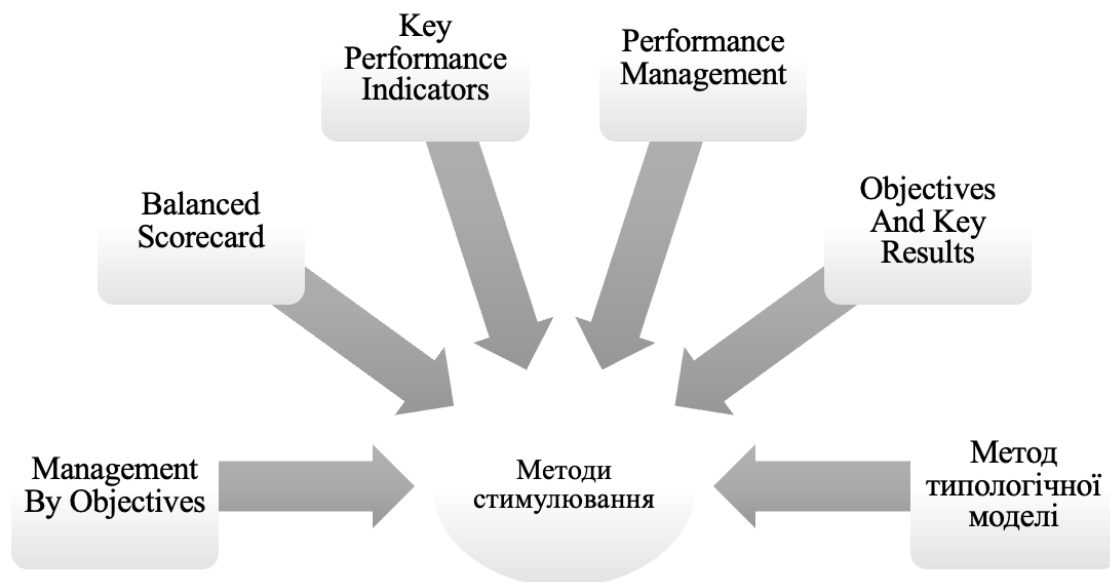 Key
Performance
Indicators
Performance
Management
Balanced
Scorecard
Objectives
And Key
Results
Management
By Objectives
Методи
стимулювання
Метод
типологічної
моделі